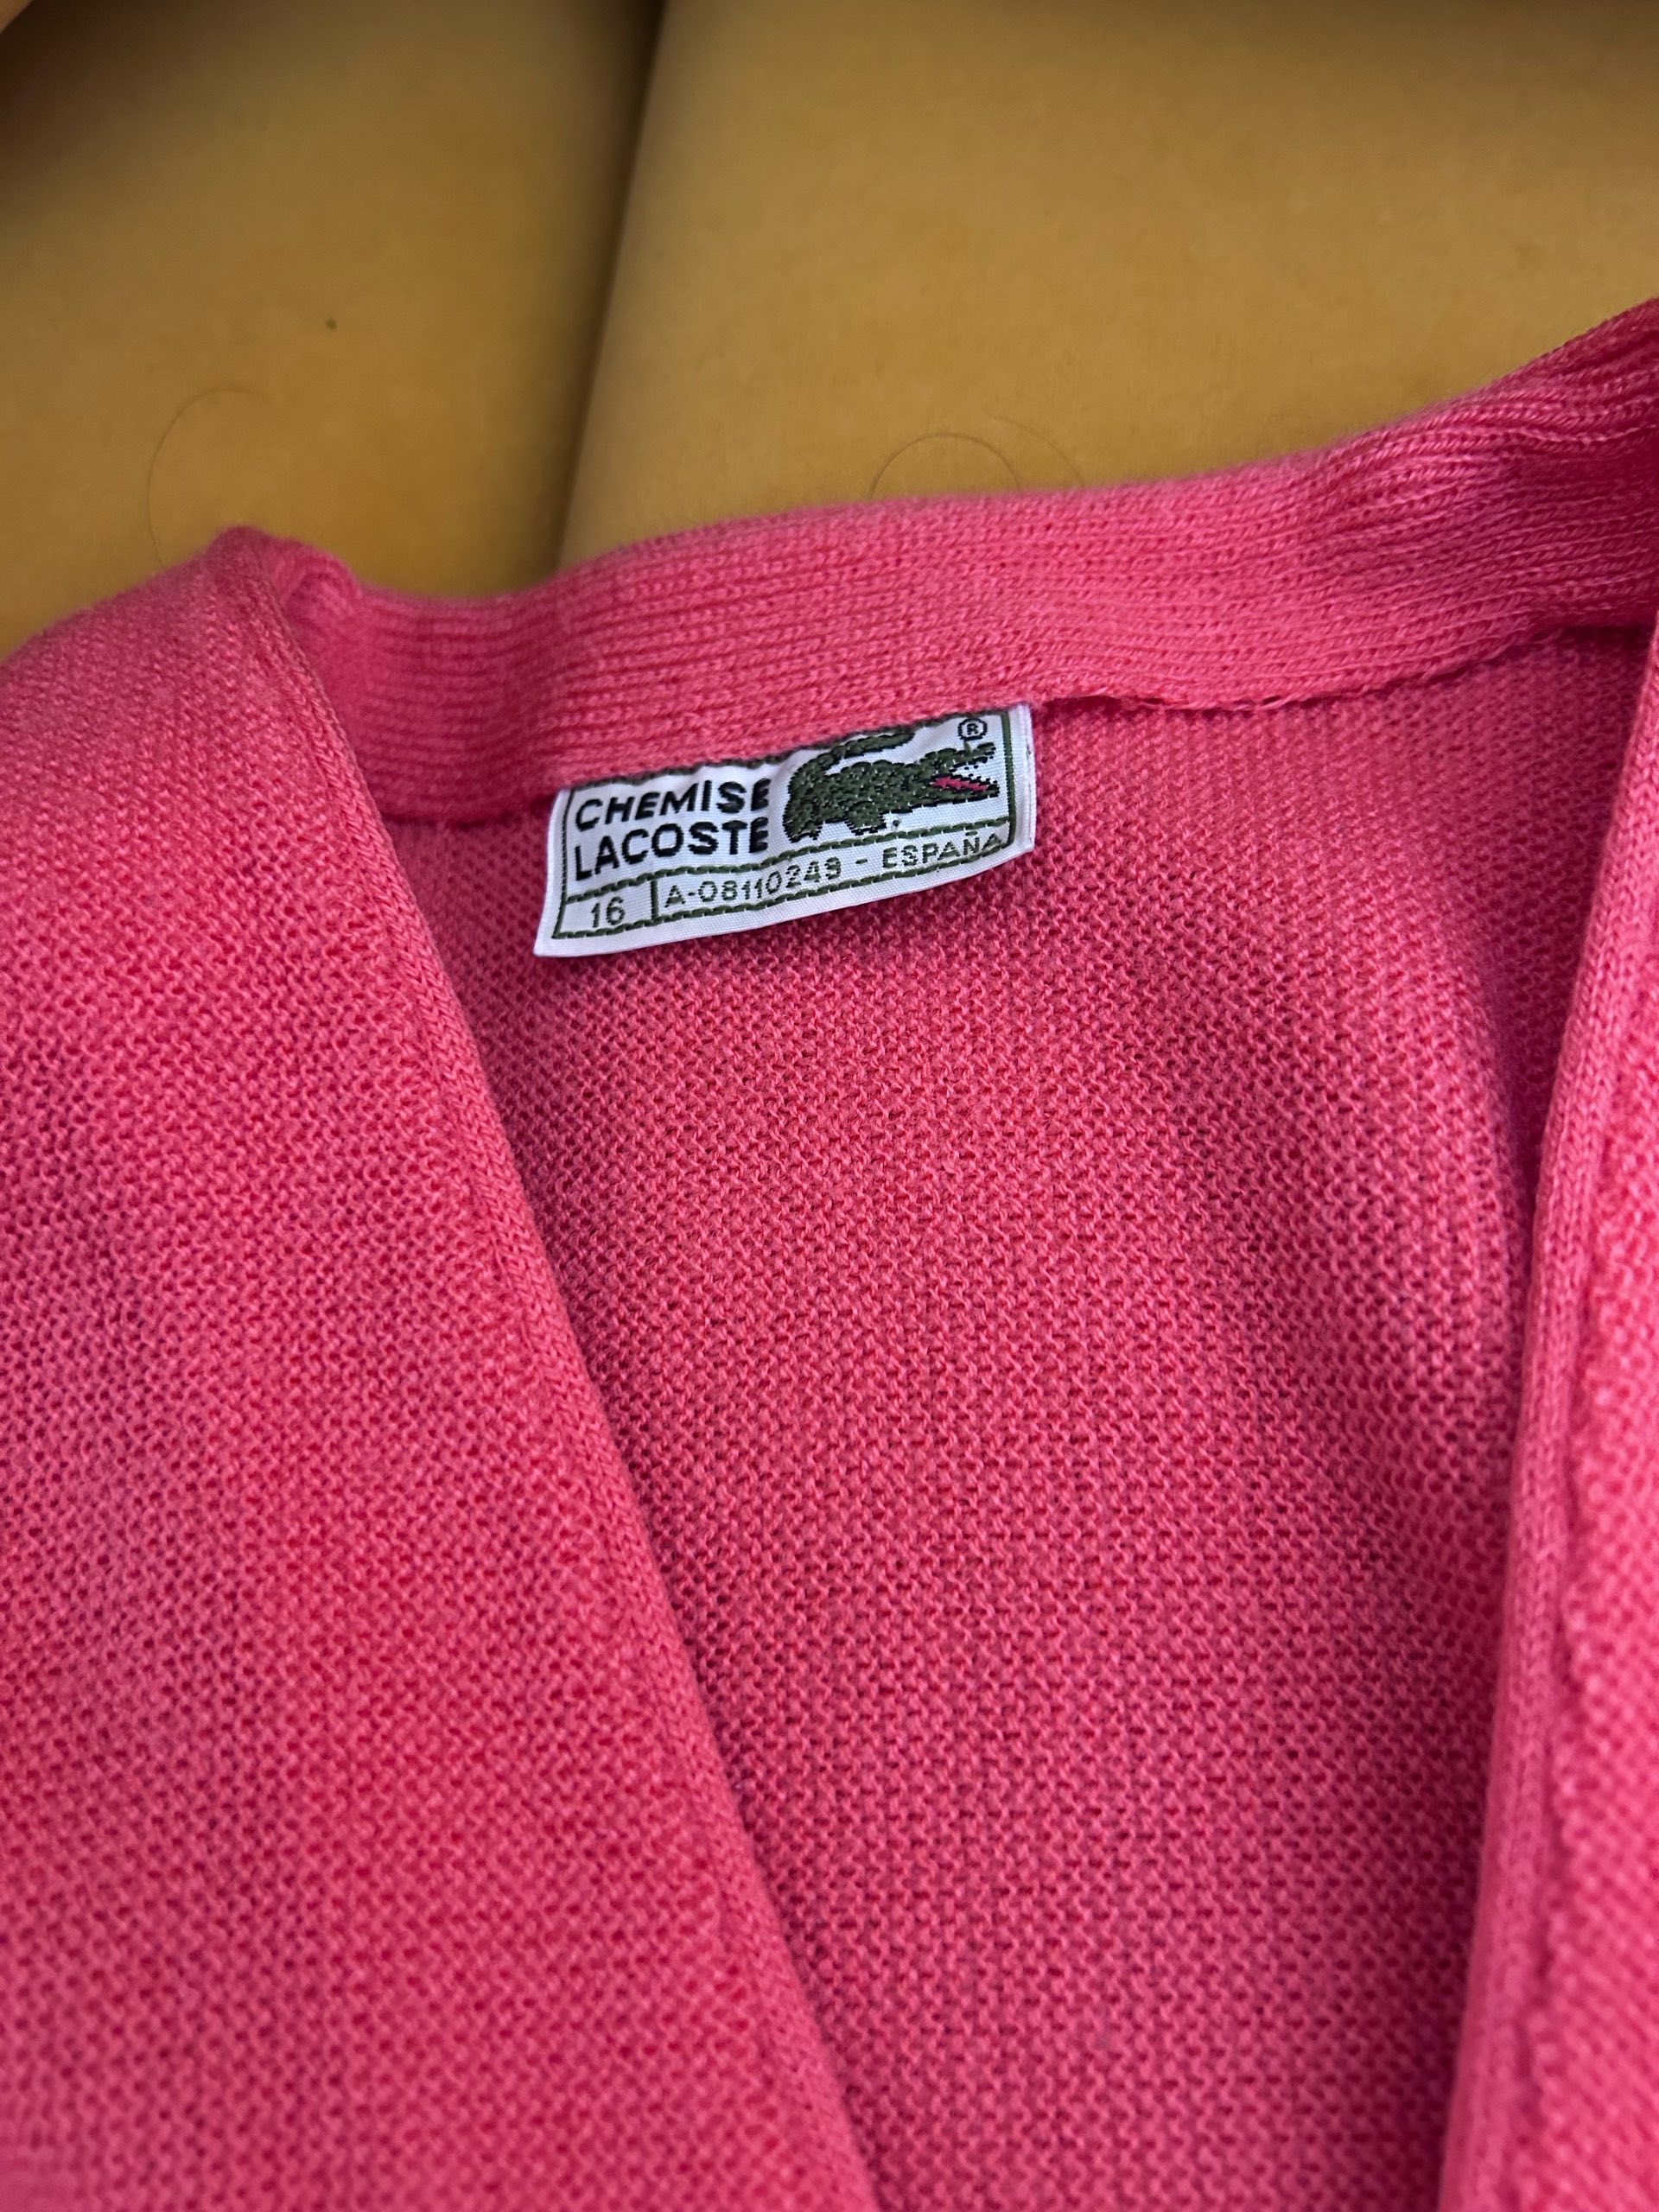 ®
CHEMISE
LACOSTE
16 A-08110249 - ESPAÑA